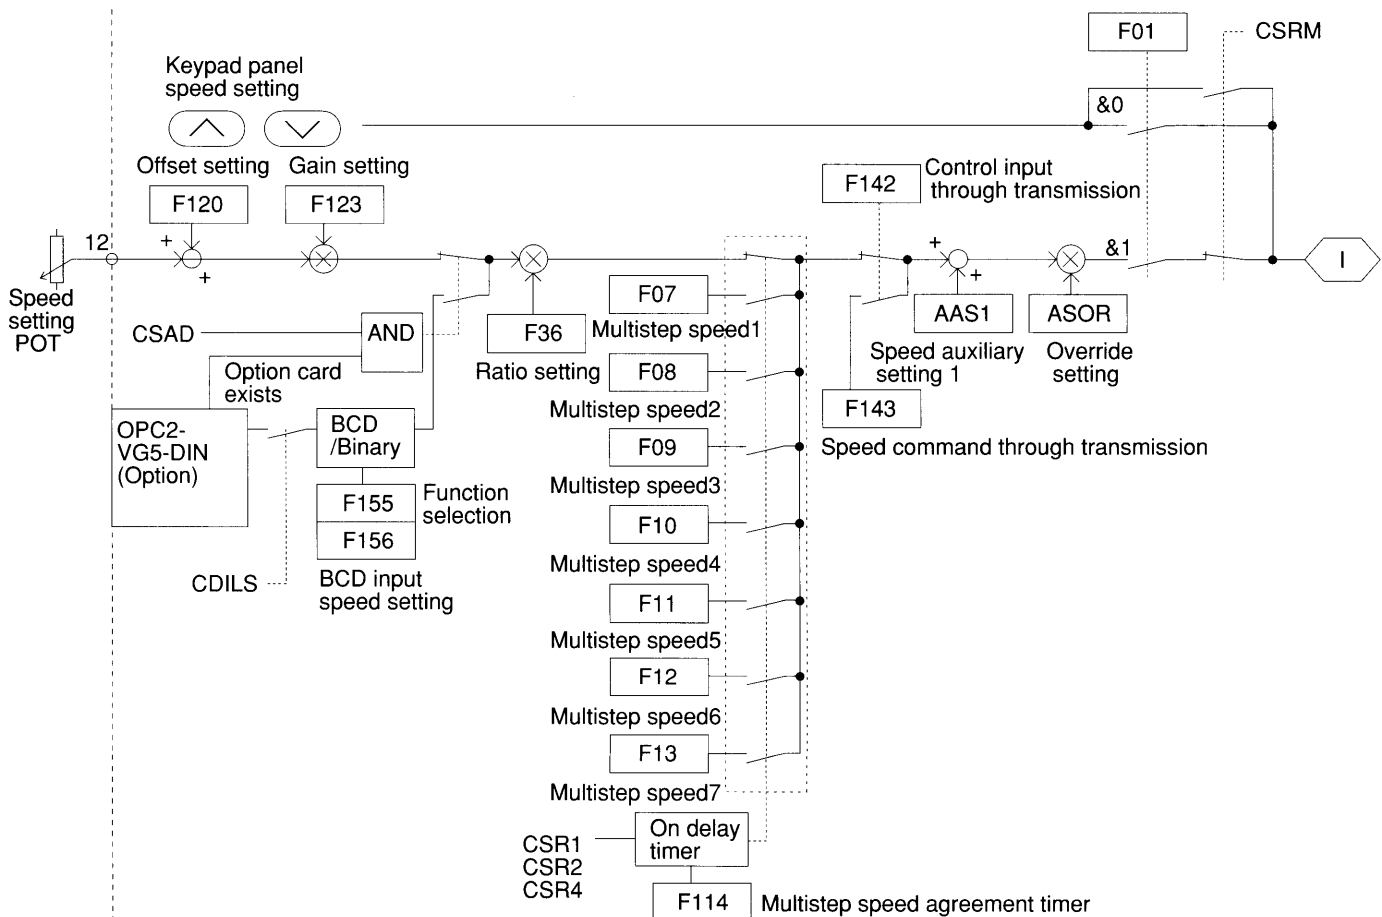 F01
CSRM
Keypad panel
speed setting
&0
Offset setting
Gain setting
F120
F123
F142
Control input
through transmission
12
+
+
+
+
&1
I
Speed
setting
POT
CSAD
AND
F36
Ratio setting
F07
Multistep speed1
AAS1
Speed auxiliary
setting 1
ASOR
Override
setting
Option card
exists
F08
Multistep speed2
F143
Speed command through transmission
OPC2-
VG5-DIN
(Option)
BCD
/Binary
F09
Multistep speed3
F155
Function
selection
F156
F10
Multistep speed4
CDILS
BCD input
speed setting
F11
Multistep speed5
F12
Multistep speed6
F13
Multistep speed7
CSR1
CSR2
CSR4
On delay
timer
F114
Multistep speed agreement timer